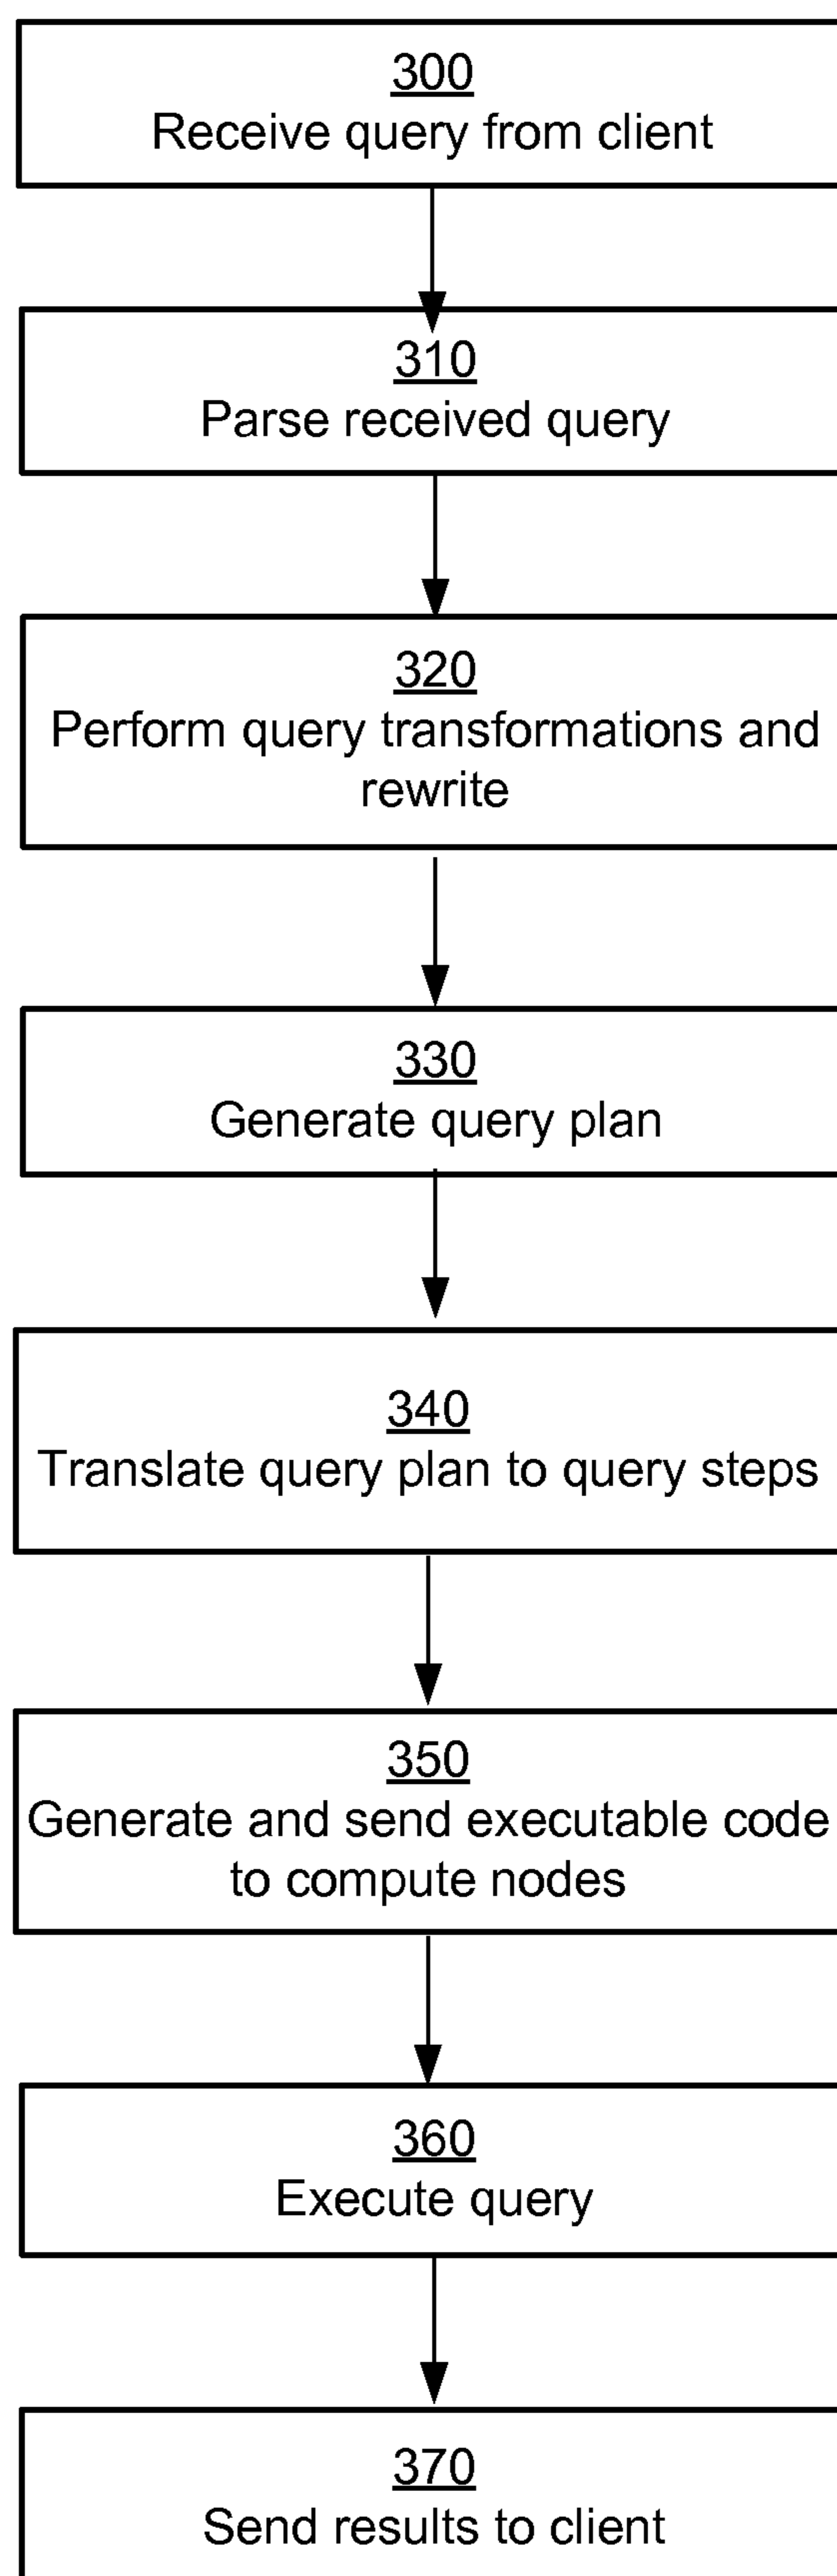 300
Receive query from client
310
Parse received query
320
Perform query transformations and
rewrite
330
Generate query plan
340
Translate query plan to query steps
350
Generate and send executable code
to compute nodes
360
Execute query
370
Send results to client